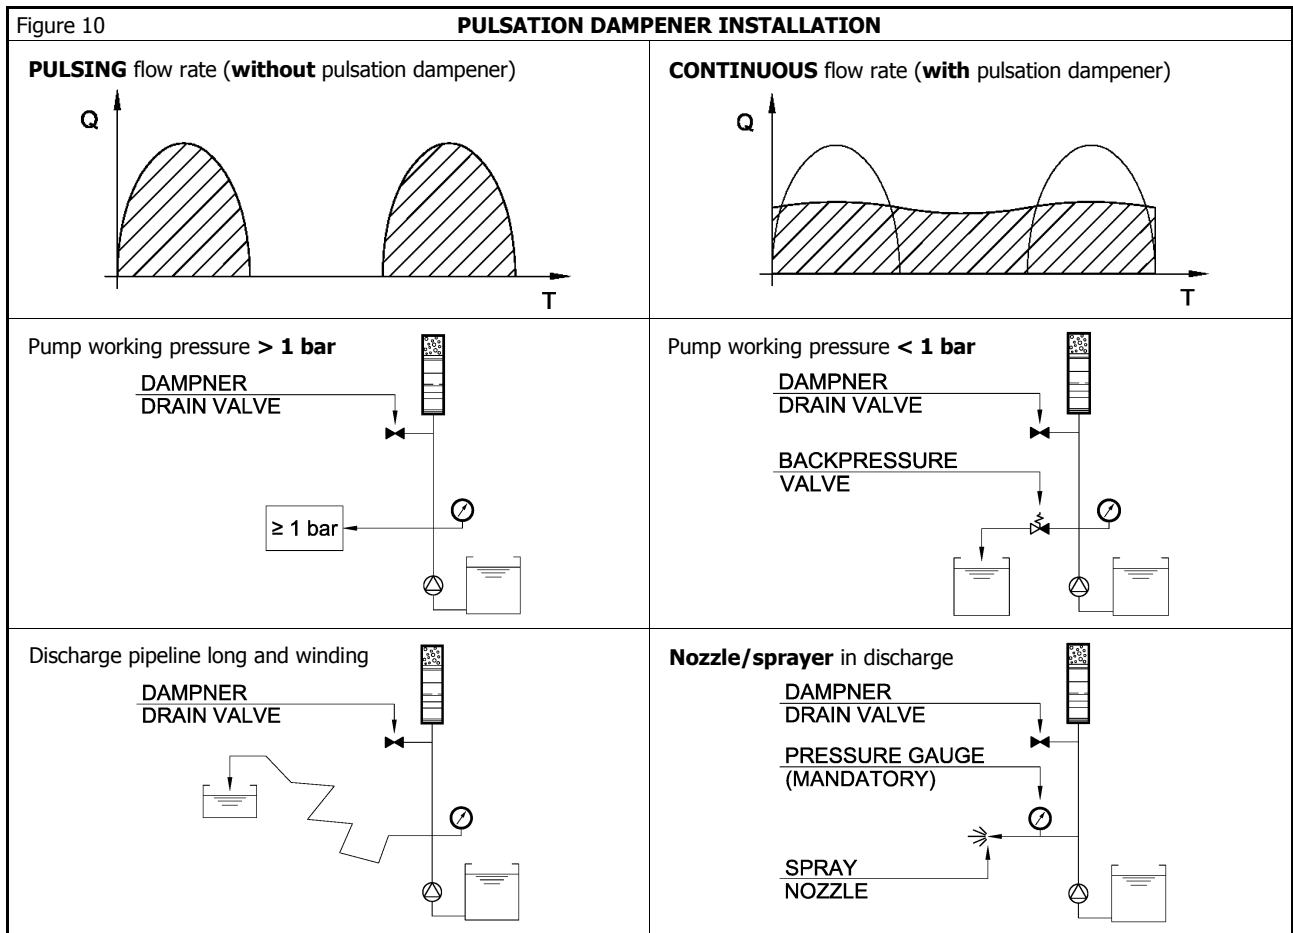 Figure 10
PULSATION DAMPENER INSTALLATION
PULSING flow rate (without pulsation dampener)
Q
T
CONTINUOUS flow rate (with pulsation dampener)
Q
T
Pump working pressure > 1 bar
DAMPNER
DRAIN VALVE
≥ 1 bar
Pump working pressure < 1 bar
DAMPNER
DRAIN VALVE
BACKPRESSURE
VALVE
Discharge pipeline long and winding
DAMPNER
DRAIN VALVE
Nozzle/sprayer in discharge
DAMPNER
DRAIN VALVE
PRESSURE GAUGE
(MANDATORY)
SPRAY
NOZZLE